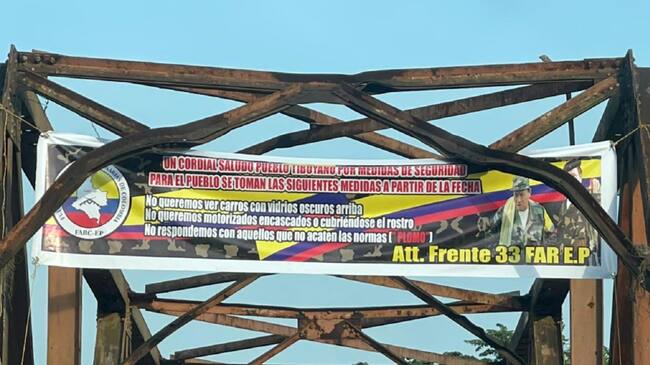 UN CORDIAL SALUDO PUEBLO TIBUYANO POR MEDIDAS DE SEGURIDAD
PARA EL PUEBLO SE TOMAN LAS SIGUIENTES MEDIDAS A PARTIR DE LA FECHA
No queremos ver carros con vidrios oscuros arriba
No queremos motorizados encascados o cubriéndose el rostro
No respondemos con aquellos que no acaten las normas ( " PLOMO")
Att. Frente 33 FAR E.P
FARC-EP